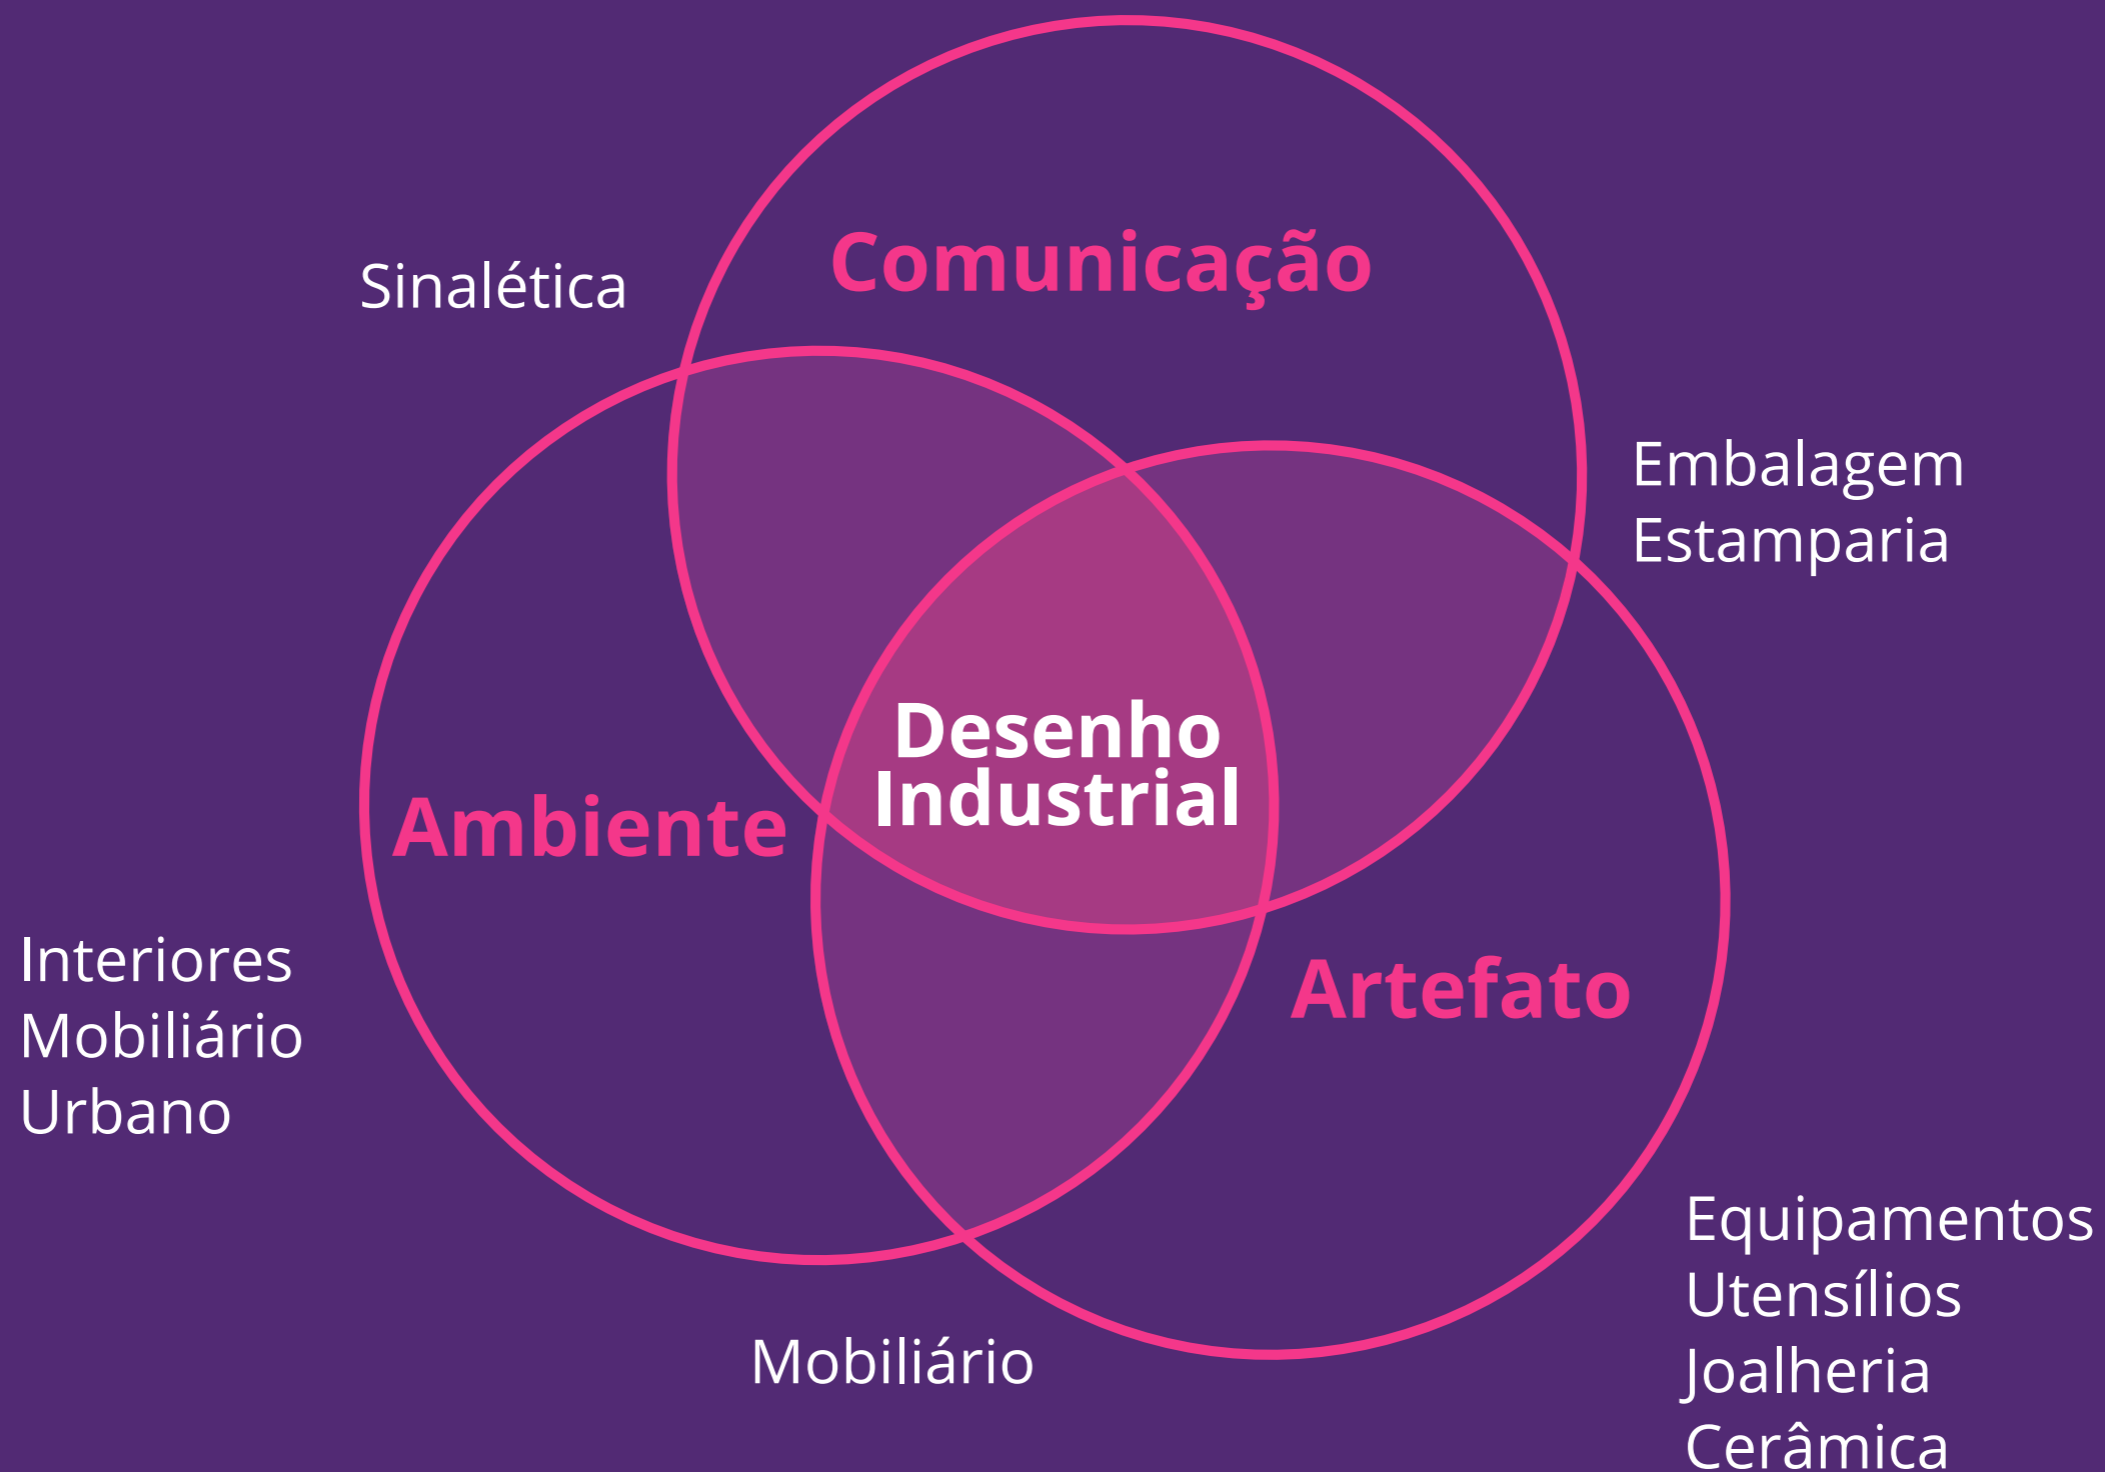 Comunicação
Sinalética
Embalagem
Estamparia
Desenho
Industrial
Ambiente
Artefato
Interiores
Mobiliário
Urbano
Equipamentos
Utensílios
Joalheria
Cerâmica
Mobiliário